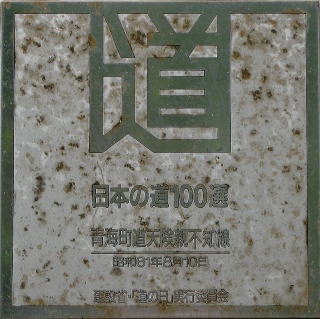 道
日本の道100選
青海町道天険親不知線
昭和61年8月10日
建設省・「道の日」実行委員会